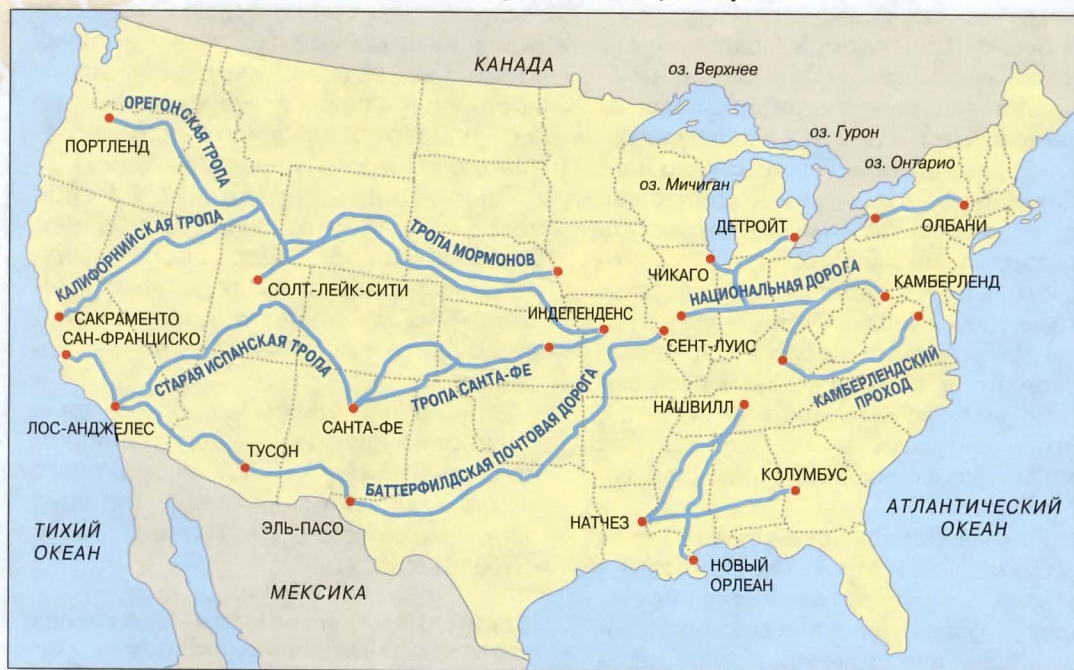 КАНАДА
оз. Верхнее
оз. Гурон
оз. Онтарио
оз. Мичиган
ОРЕГОНСКАЯ ТРОПА
ПОРТЛЕНД
КАЛИФОРНИЙСКАЯ ТРОПА
ТРОПА МОРМОНОВ
ДЕТРОЙТ
ОЛБАНИ
ЧИКАГО
НАЦИОНАЛЬНАЯ ДОРОГА
КАМБЕРЛЕНД
СОЛТ-ЛЕЙК-СИТИ
ИНДЕПЕНДЕНС
САКРАМЕНТО
САН-ФРАНЦИСКО
СТАРАЯ ИСПАНСКАЯ ТРОПА
СЕНТ-ЛУИС
ТРОПА САНТА-ФЕ
КАМБЕРЛЕНДСКИЙ
ПРОХОД
НАШВИЛЛ
ЛОС-АНДЖЕЛЕС
САНТА-ФЕ
ТУСОН
БАТТЕРФИЛДСКАЯ ПОЧТОВАЯ ДОРОГА
КОЛУМБУС
ЭЛЬ-ПАСО
НАТЧЕЗ
АТЛАНТИЧЕСКИЙ
ОКЕАН
ТИХИЙ
ОКЕАН
НОВЫЙ
ОРЛЕАН
МЕКСИКА